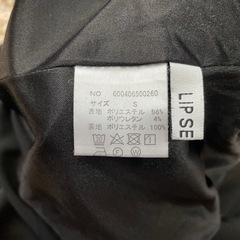 NO 600406500260
サイズ S
表地 ポリエステル 96%
ポリウレタン 4%
裏地 ポリエステル 100%
LIP SE